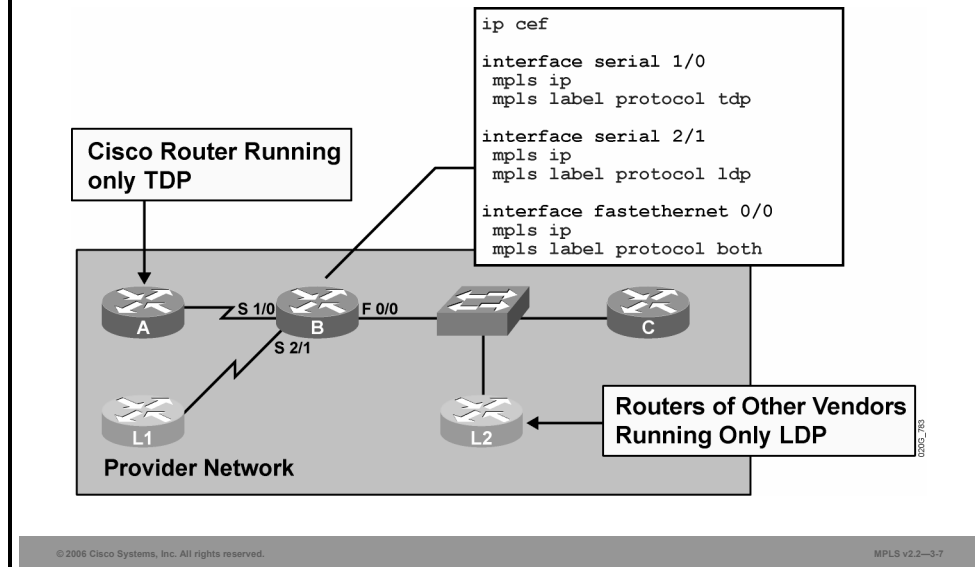 ip cef
interface serial 1/0
mpls ip
mpls label protocol tdp
interface serial 2/1
mpls ip
mpls label protocol ldp
interface fastethernet 0/0
mpls ip
mpls label protocol both
Cisco Router Running
only TDP
A
S 1/0
B
F 0/0
C
S 2/1
L1
L2
Routers of Other Vendors
Running Only LDP
020G_783
Provider Network
© 2006 Cisco Systems, Inc. All rights reserved.
MPLS v2.2—3-7